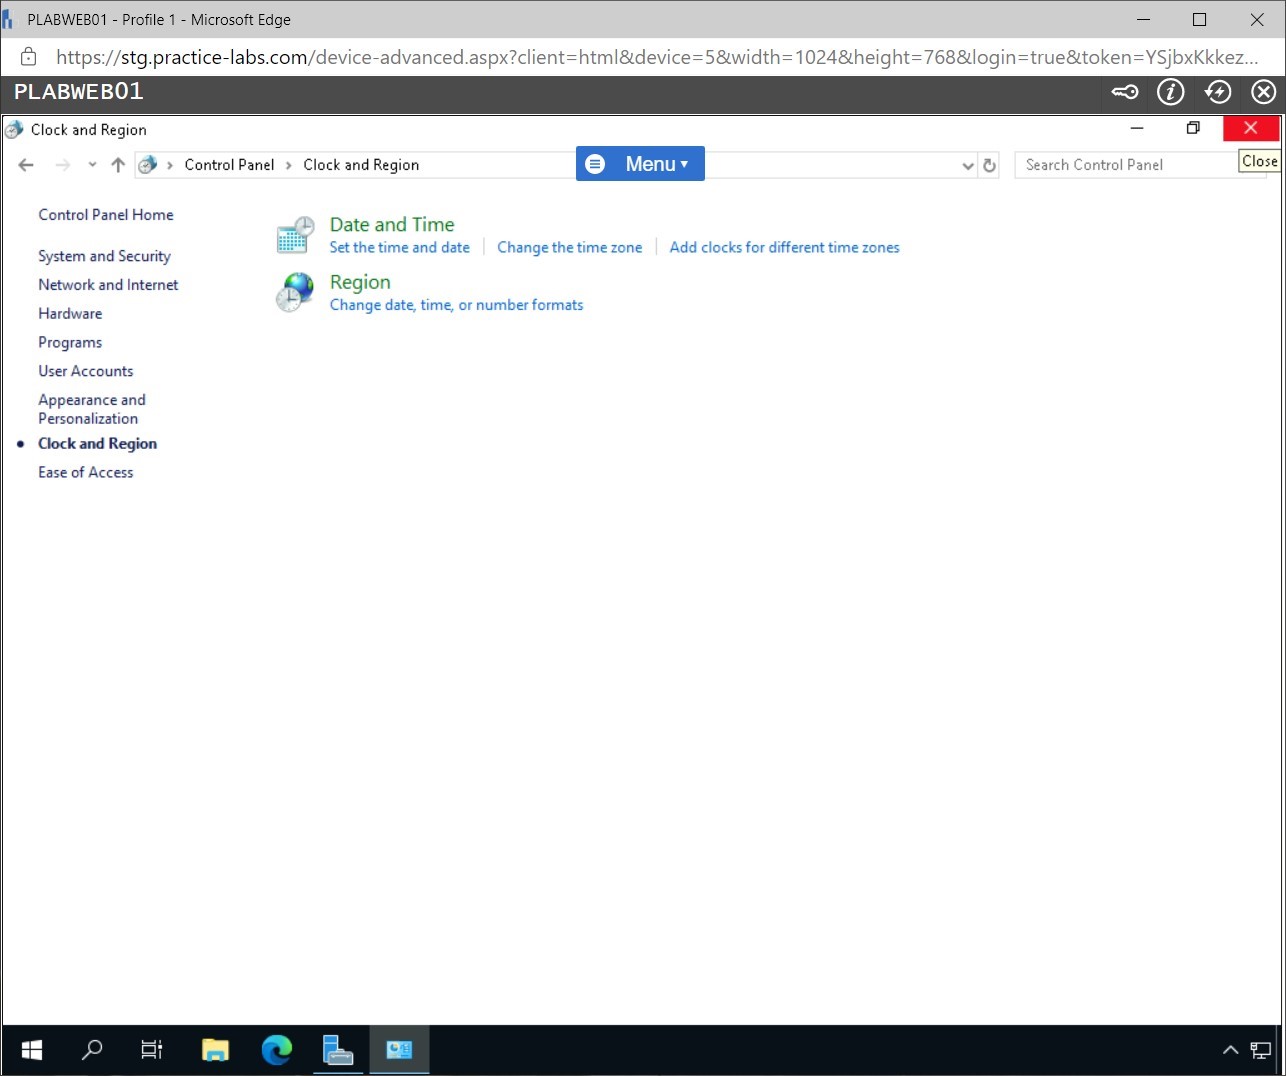 PLABWEB01 - Profile 1 - Microsoft Edge
https://stg.practice-labs.com/device-advanced.aspx?client=html&device=5&width=1024&height=768&login=true&token=YSjbxKkkez...
PLABWEB01
Clock and Region
Control Panel > Clock and Region
Menu
Search Control Panel
Close
Control Panel Home
System and Security
Network and Internet
Hardware
Programs
User Accounts
Appearance and
Personalization
Clock and Region
Ease of Access
Date and Time
Set the time and date | Change the time zone | Add clocks for different time zones
Region
Change date, time, or number formats